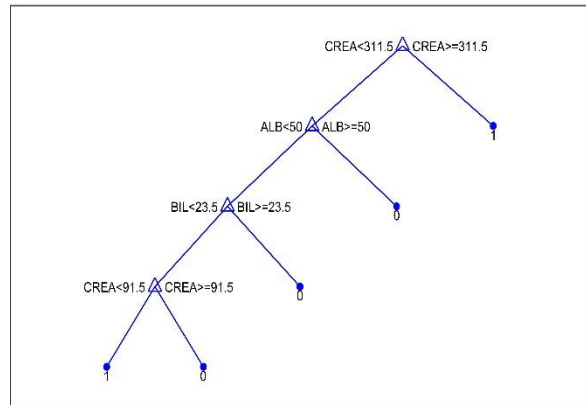 CREA<311.5 CREA>=311.5
ALB<50 ALB>=50
1
BIL<23.5 BIL>=23.5
0
CREA<91.5 CREA>=91.5
0
1 0